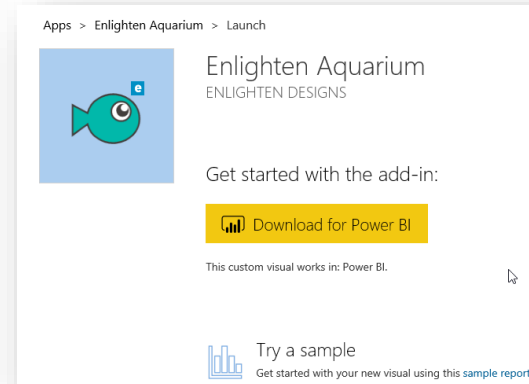 Apps > Enlighten Aquarium > Launch
e
Enlighten Aquarium
ENLIGHTEN DESIGNS
Get started with the add-in:
Download for Power BI
This custom visual works in: Power BI.
Try a sample
Get started with your new visual using this sample report